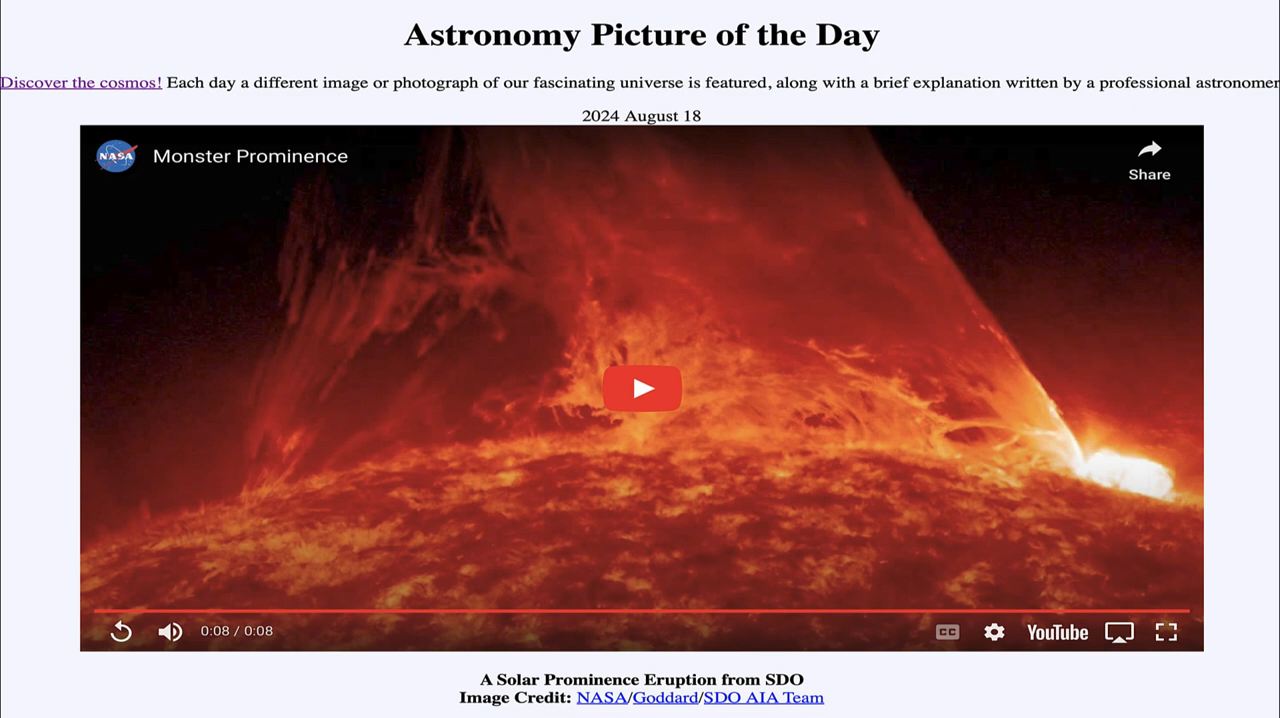 Astronomy Picture of the Day
Discover the cosmos! Each day a different image or photograph of our fascinating universe is featured, along with a brief explanation written by a professional astronomer
2024 August 18
NASA
Monster Prominence
Share
0:08 / 0:08
CC
YouTube
A Solar Prominence Eruption from SDO
Image Credit: NASA/Goddard/SDO AIA Team